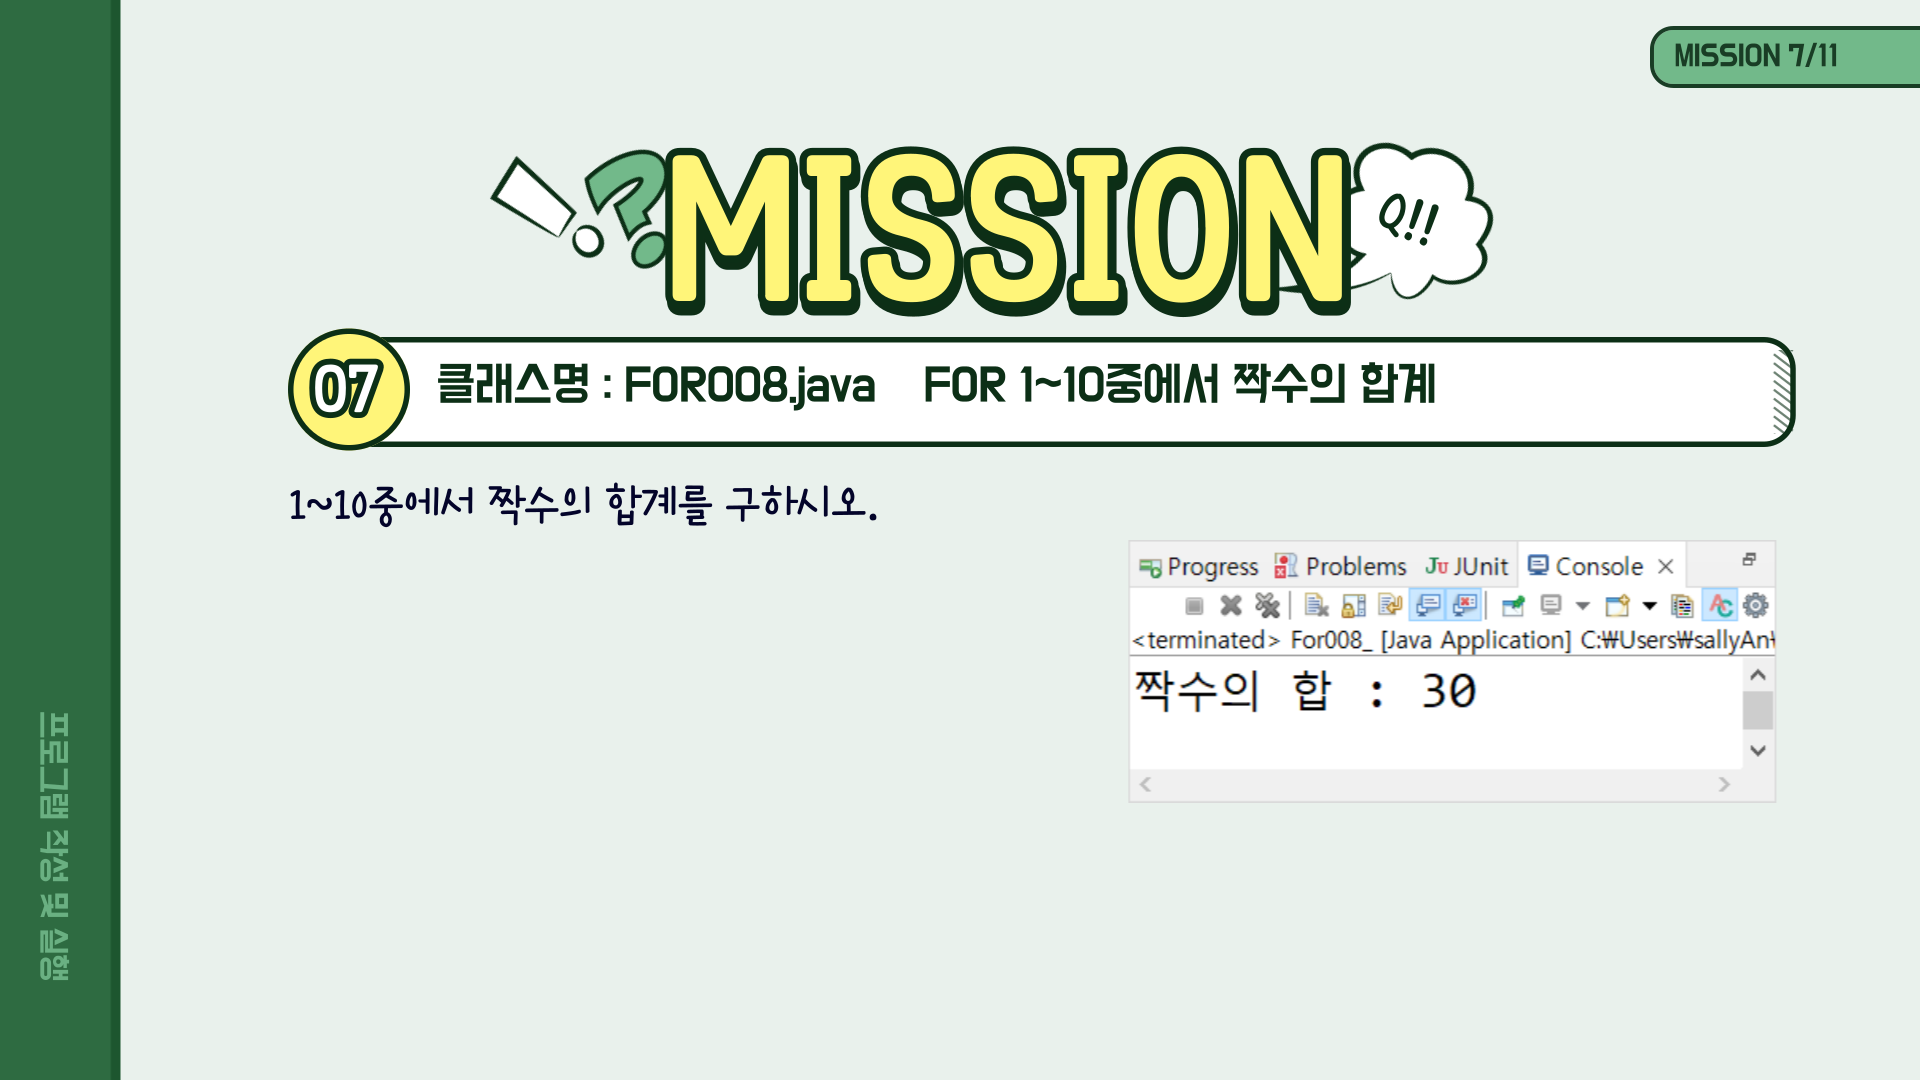 MISSION 7/11
MISSION
Q!!
07
클래스명 : FOR008.java FOR 1~10중에서 짝수의 합계
1~10중에서 짝수의 합계를 구하시오.
Progress Problems JUnit Console
<terminated> For008_ [Java Application] C:₩Users₩sallyAn₩
짝수의 합 : 30
프로그램 작성 및 실행